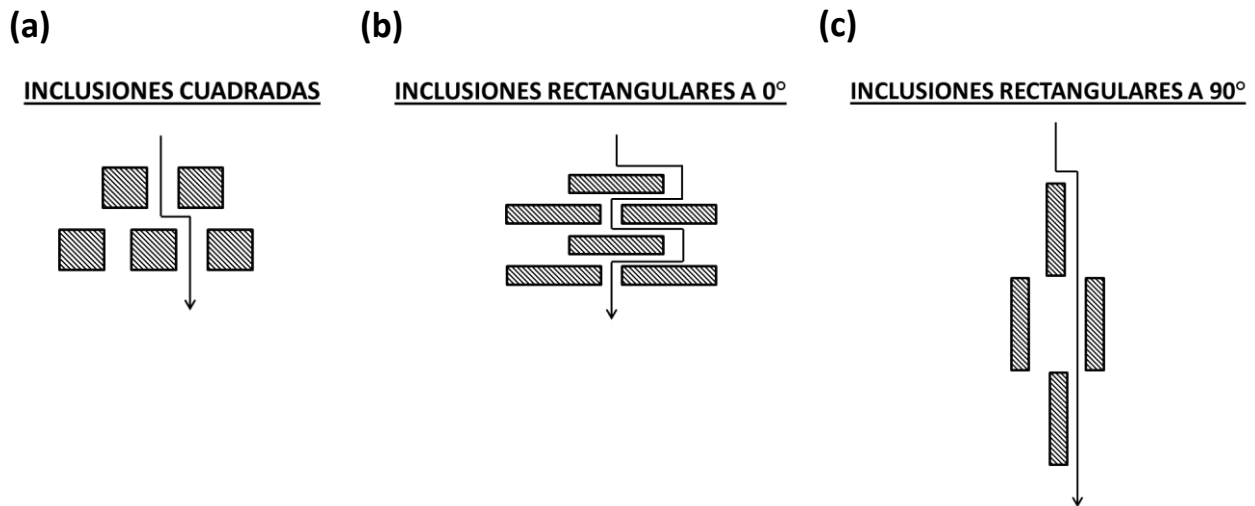 (a)
(b)
(c)
INCLUSIONES CUADRADAS
INCLUSIONES RECTANGULARES A 0°
INCLUSIONES RECTANGULARES A 90°